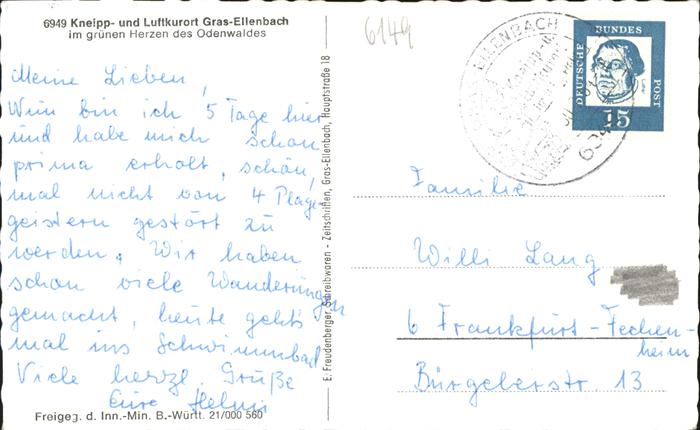 6949 Kneipp- und Luftkurort Gras-Ellenbach
im grünen Herzen des Odenwaldes
Meine Lieben,
Nun bin ich 5 Tage hier
und habe mich schon
prima erholt, schön,
mal nicht von 4 Plage-
geistern gestört zu
werden. Wir haben
schon viele Wanderungen
gemacht, heute geht's
mal ins Schwimmbad
Viele herzl. Grüße
Eure
Freigeg. d. Inn.-Min. B.-Württ. 21/000 560
E. Freudenberger, Schreibwaren - Zeitschriften, Gras-Ellenbach, Hauptstraße 18
6149
ELLENBACH
DEUTSCHE
BUNDES
POST
15
Familie
Willi Lang
6 Frankfurt-Fechen-
heim
Bürgelerstr. 13